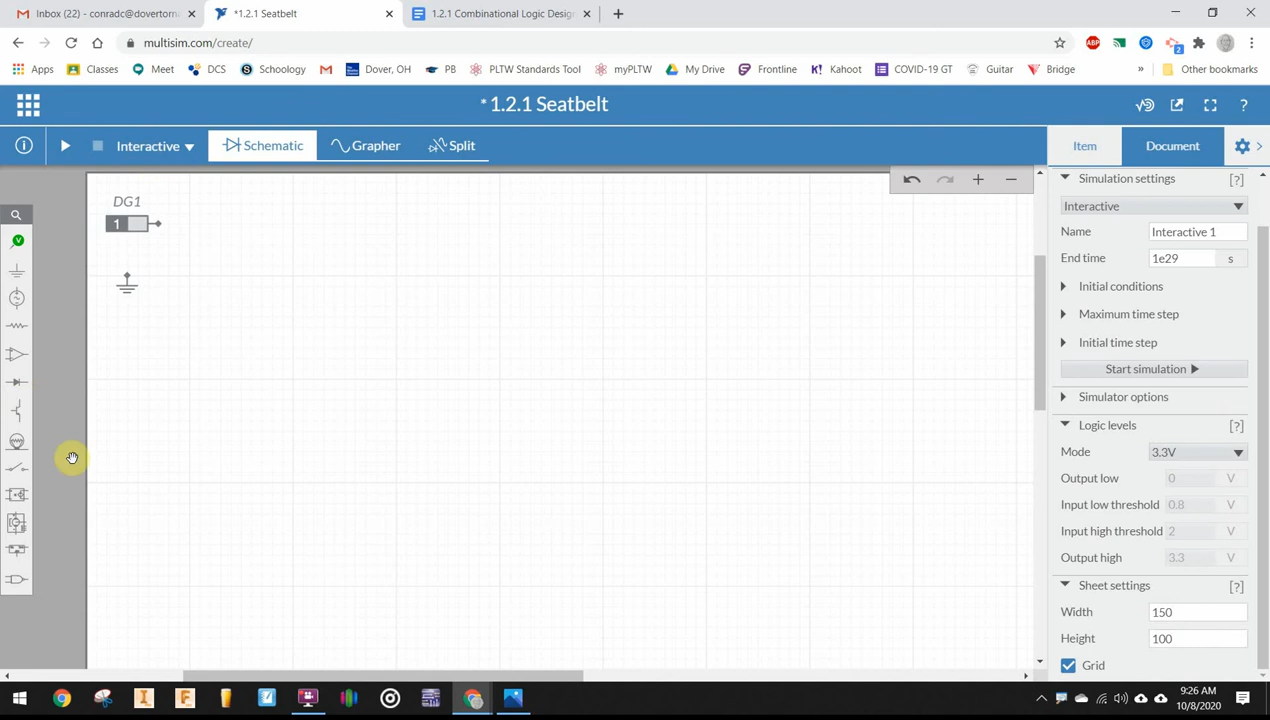 Inbox (22) - conradc@dovertorna
*1.2.1 Seatbelt
1.2.1 Combinational Logic Desig
multisim.com/create/
ABP
2
Apps
Classes
Meet
DCS
Schoology
Dover, OH
PB
PLTW Standards Tool
myPLTW
My Drive
Frontline
Kahoot
COVID-19 GT
Guitar
Bridge
»
Other bookmarks
* 1.2.1 Seatbelt
?
Interactive
Schematic
Grapher
Split
Item
Document
DG1
1
V
Simulation settings [?]
Interactive
Name Interactive 1
End time 1e29 s
Initial conditions
Maximum time step
Initial time step
Start simulation
Simulator options
Logic levels [?]
Mode 3.3V
Output low 0 V
Input low threshold 0.8 V
Input high threshold 2 V
Output high 3.3 V
Sheet settings [?]
Width 150
Height 100
Grid
9:26 AM
10/8/2020